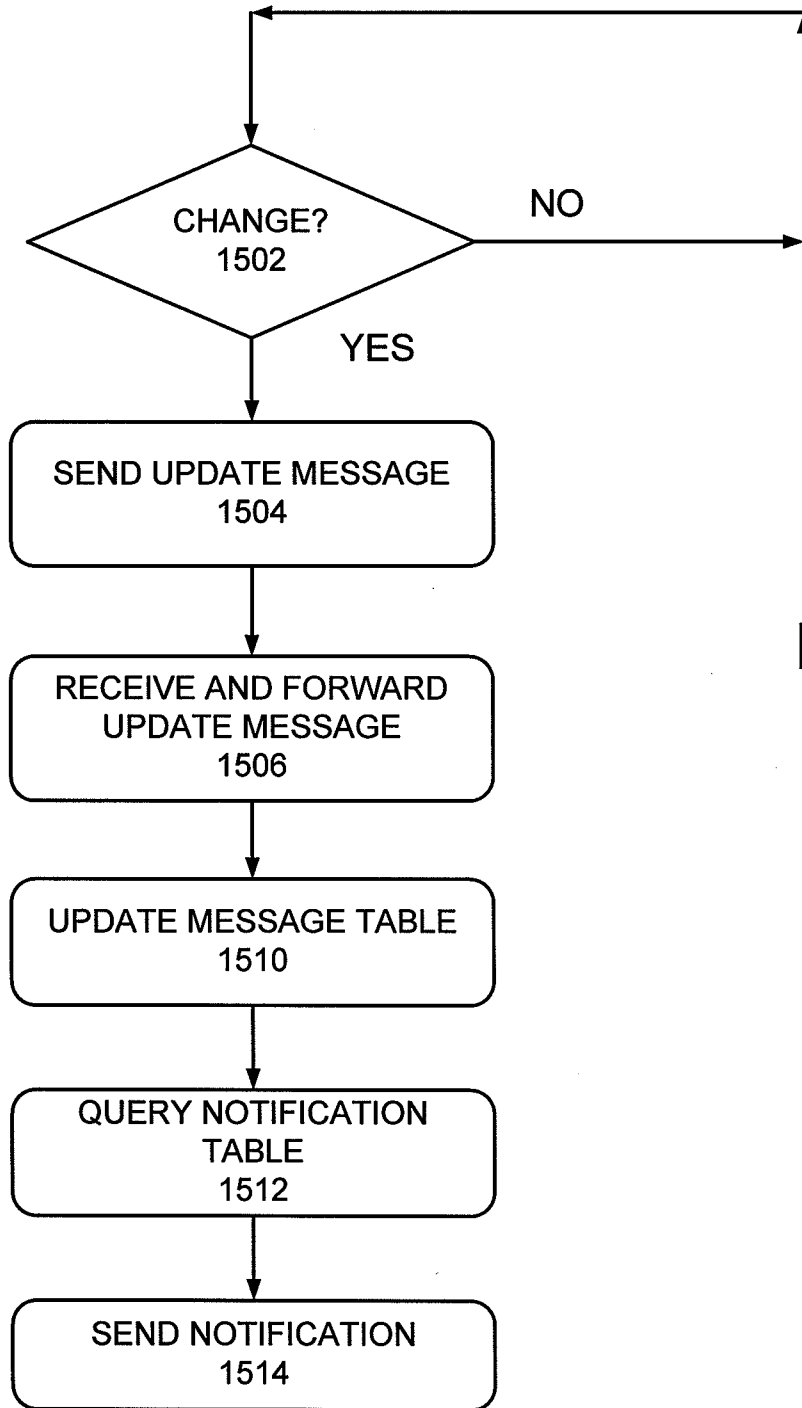 CHANGE?
1502
NO
YES
SEND UPDATE MESSAGE
1504
RECEIVE AND FORWARD
UPDATE MESSAGE
1506
UPDATE MESSAGE TABLE
1510
QUERY NOTIFICATION
TABLE
1512
SEND NOTIFICATION
1514